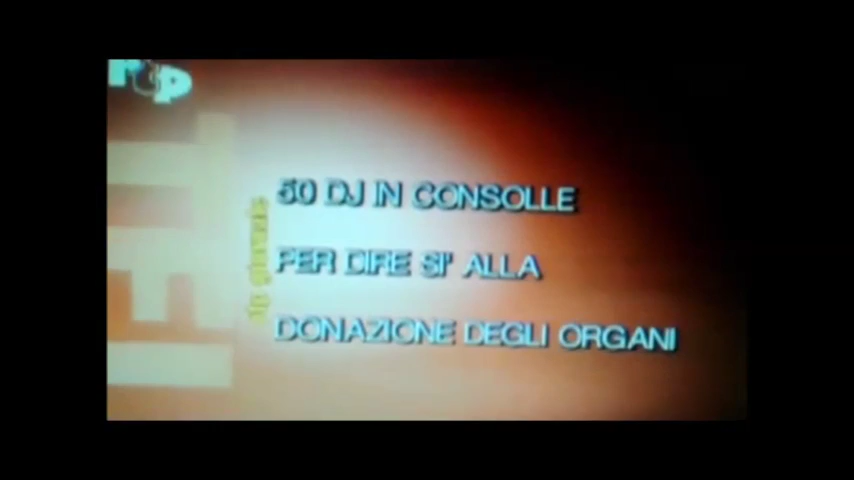 50 DJ IN CONSOLLE
PER DIRE SI' ALLA
DONAZIONE DEGLI ORGANI